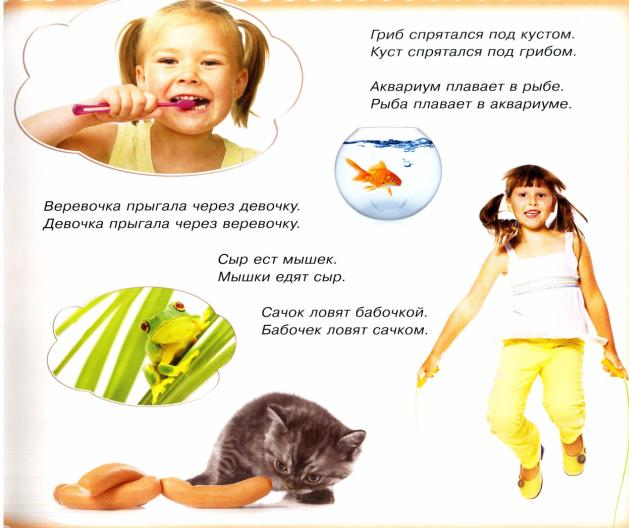 Гриб спрятался под кустом.
Куст спрятался под грибом.
Аквариум плавает в рыбе.
Рыба плавает в аквариуме.
Веревочка прыгала через девочку.
Девочка прыгала через веревочку.
Сыр ест мышек.
Мышки едят сыр.
Сачок ловят бабочкой.
Бабочек ловят сачком.